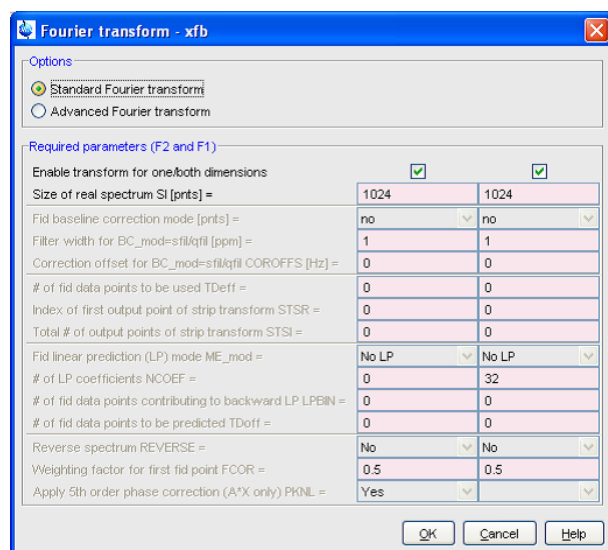 Fourier transform - xfb
Options
Standard Fourier transform
Advanced Fourier transform
Required parameters (F2 and F1)
Enable transform for one/both dimensions
Size of real spectrum SI [pnts] = 1024 1024
Fid baseline correction mode [pnts] = no no
Filter width for BC_mod=sfil/qfil [ppm] = 1 1
Correction offset for BC_mod=sfil/qfil COROFFS [Hz] = 0 0
# of fid data points to be used TDeff = 0 0
Index of first output point of strip transform STSR = 0 0
Total # of output points of strip transform STSI = 0 0
Fid linear prediction (LP) mode ME_mod = No LP No LP
# of LP coefficients NCOEF = 0 32
# of fid data points contributing to backward LP LPBIN = 0 0
# of fid data points to be predicted TDoff = 0 0
Reverse spectrum REVERSE = No No
Weighting factor for first fid point FCOR = 0.5 0.5
Apply 5th order phase correction (A*X only) PKNL = Yes
OK Cancel Help